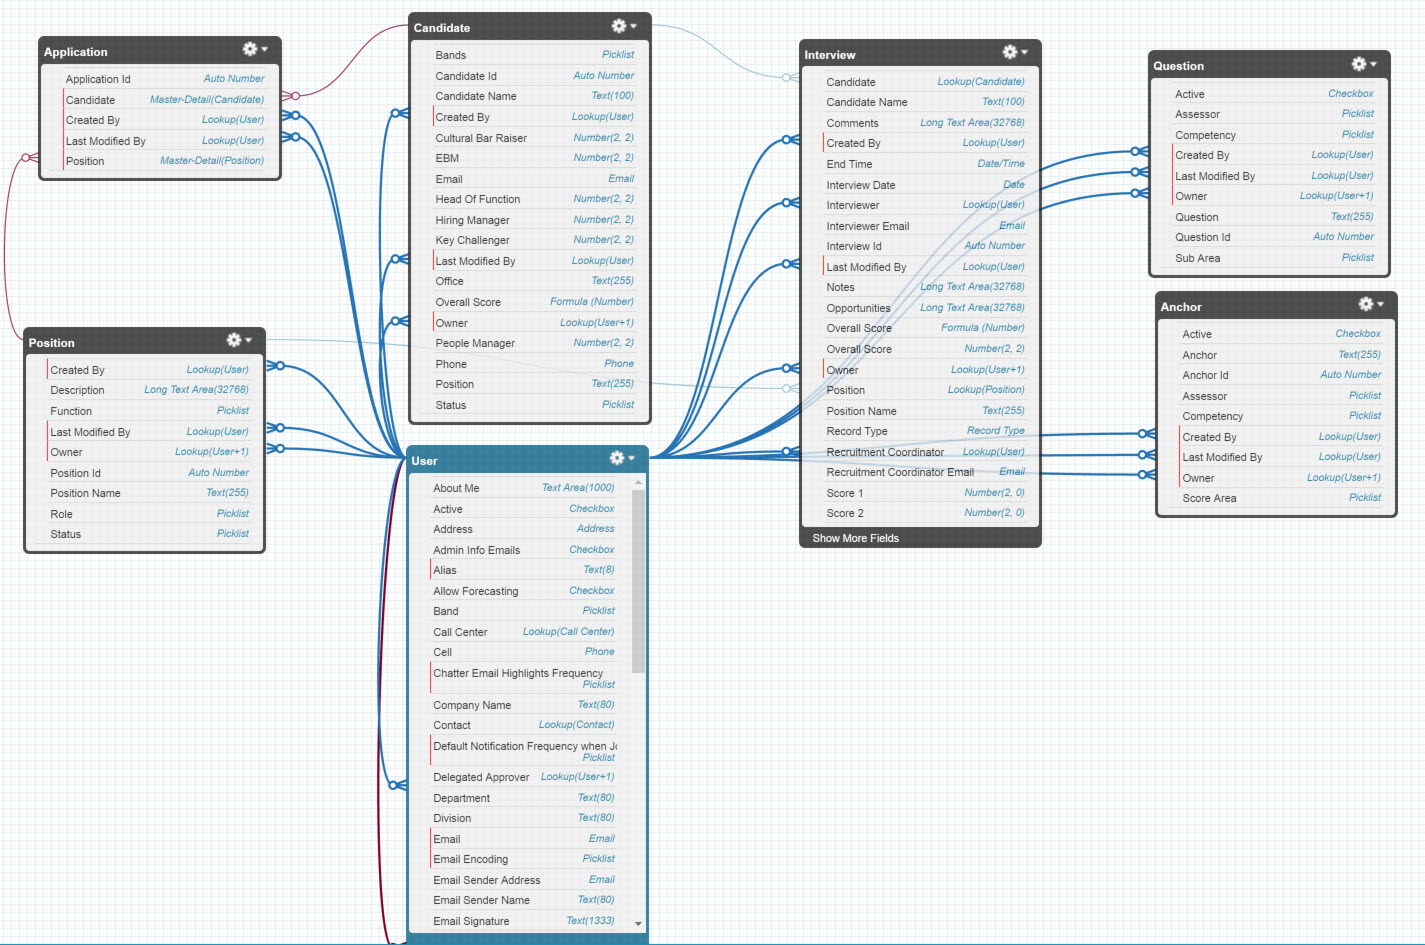 Application
Application Id Auto Number
Candidate Master-Detail(Candidate)
Created By Lookup(User)
Last Modified By Lookup(User)
Position Master-Detail(Position)
Position
Created By Lookup(User)
Description Long Text Area(32768)
Function Picklist
Last Modified By Lookup(User)
Owner Lookup(User+1)
Position Id Auto Number
Position Name Text(255)
Role Picklist
Status Picklist
Candidate
Bands Picklist
Candidate Id Auto Number
Candidate Name Text(100)
Created By Lookup(User)
Cultural Bar Raiser Number(2, 2)
EBM Number(2, 2)
Email Email
Head Of Function Number(2, 2)
Hiring Manager Number(2, 2)
Key Challenger Number(2, 2)
Last Modified By Lookup(User)
Office Text(255)
Overall Score Formula (Number)
Owner Lookup(User+1)
People Manager Number(2, 2)
Phone Phone
Position Text(255)
Status Picklist
User
About Me Text Area(1000)
Active Checkbox
Address Address
Admin Info Emails Checkbox
Alias Text(8)
Allow Forecasting Checkbox
Band Picklist
Call Center Lookup(Call Center)
Cell Phone
Chatter Email Highlights Frequency
Picklist
Company Name Text(80)
Contact Lookup(Contact)
Default Notification Frequency when Jo
Picklist
Delegated Approver Lookup(User+1)
Department Text(80)
Division Text(80)
Email Email
Email Encoding Picklist
Email Sender Address Email
Email Sender Name Text(80)
Email Signature Text(1333)
Interview
Candidate Lookup(Candidate)
Candidate Name Text(100)
Comments Long Text Area(32768)
Created By Lookup(User)
End Time Date/Time
Interview Date Date
Interviewer Lookup(User)
Interviewer Email Email
Interview Id Auto Number
Last Modified By Lookup(User)
Notes Long Text Area(32768)
Opportunities Long Text Area(32768)
Overall Score Formula (Number)
Overall Score Number(2, 2)
Owner Lookup(User+1)
Position Lookup(Position)
Position Name Text(255)
Record Type Record Type
Recruitment Coordinator Lookup(User)
Recruitment Coordinator Email Email
Score 1 Number(2, 0)
Score 2 Number(2, 0)
Show More Fields
Question
Active Checkbox
Assessor Picklist
Competency Picklist
Created By Lookup(User)
Last Modified By Lookup(User)
Owner Lookup(User+1)
Question Text(255)
Question Id Auto Number
Sub Area Picklist
Anchor
Active Checkbox
Anchor Text(255)
Anchor Id Auto Number
Assessor Picklist
Competency Picklist
Created By Lookup(User)
Last Modified By Lookup(User)
Owner Lookup(User+1)
Score Area Picklist